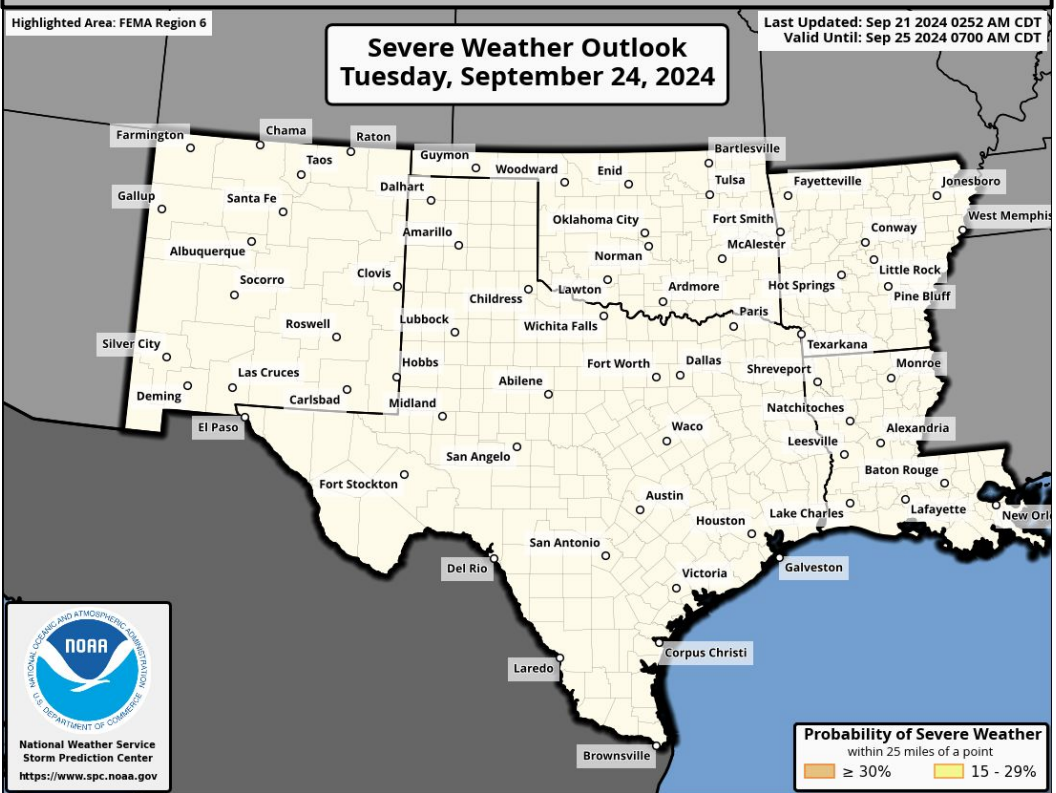 Highlighted Area: FEMA Region 6
Last Updated: Sep 21 2024 0252 AM CDT
Valid Until: Sep 25 2024 0700 AM CDT
Severe Weather Outlook
Tuesday, September 24, 2024
Farmington
Chama
Raton
Taos
Guymon
Woodward
Enid
Bartlesville
Tulsa
Fayetteville
Jonesboro
Gallup
Santa Fe
Dalhart
Amarillo
Oklahoma City
Fort Smith
West Memphis
Albuquerque
Norman
McAlester
Conway
Little Rock
Socorro
Clovis
Childress
Lawton
Ardmore
Hot Springs
Pine Bluff
Roswell
Lubbock
Wichita Falls
Paris
Texarkana
Silver City
Las Cruces
Hobbs
Fort Worth
Dallas
Shreveport
Monroe
Deming
Carlsbad
Midland
Abilene
Natchitoches
El Paso
Waco
Leesville
Alexandria
San Angelo
Fort Stockton
Baton Rouge
Austin
Houston
Lake Charles
Lafayette
New Orl
San Antonio
Del Rio
Galveston
Victoria
Corpus Christi
Laredo
Brownsville
NATIONAL OCEANIC AND ATMOSPHERIC ADMINISTRATION
NOAA
U.S. DEPARTMENT OF COMMERCE
National Weather Service
Storm Prediction Center
https://www.spc.noaa.gov
Probability of Severe Weather
within 25 miles of a point
≥ 30%
15 - 29%